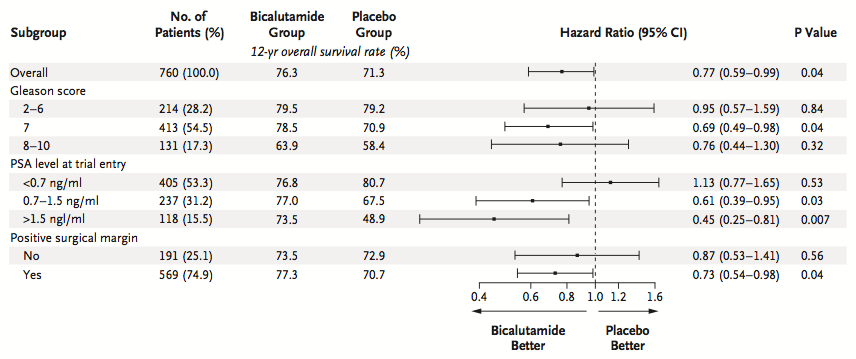 Subgroup No. of Patients (%) Bicalutamide Group Placebo Group Hazard Ratio (95% CI) P Value
12-yr overall survival rate (%)
Overall 760 (100.0) 76.3 71.3 0.77 (0.59–0.99) 0.04
Gleason score
2–6 214 (28.2) 79.5 79.2 0.95 (0.57–1.59) 0.84
7 413 (54.5) 78.5 70.9 0.69 (0.49–0.98) 0.04
8–10 131 (17.3) 63.9 58.4 0.76 (0.44–1.30) 0.32
PSA level at trial entry
<0.7 ng/ml 405 (53.3) 76.8 80.7 1.13 (0.77–1.65) 0.53
0.7–1.5 ng/ml 237 (31.2) 77.0 67.5 0.61 (0.39–0.95) 0.03
>1.5 ngl/ml 118 (15.5) 73.5 48.9 0.45 (0.25–0.81) 0.007
Positive surgical margin
No 191 (25.1) 73.5 72.9 0.87 (0.53–1.41) 0.56
Yes 569 (74.9) 77.3 70.7 0.73 (0.54–0.98) 0.04
0.4 0.6 0.8 1.0 1.2 1.6
Bicalutamide Better Placebo Better